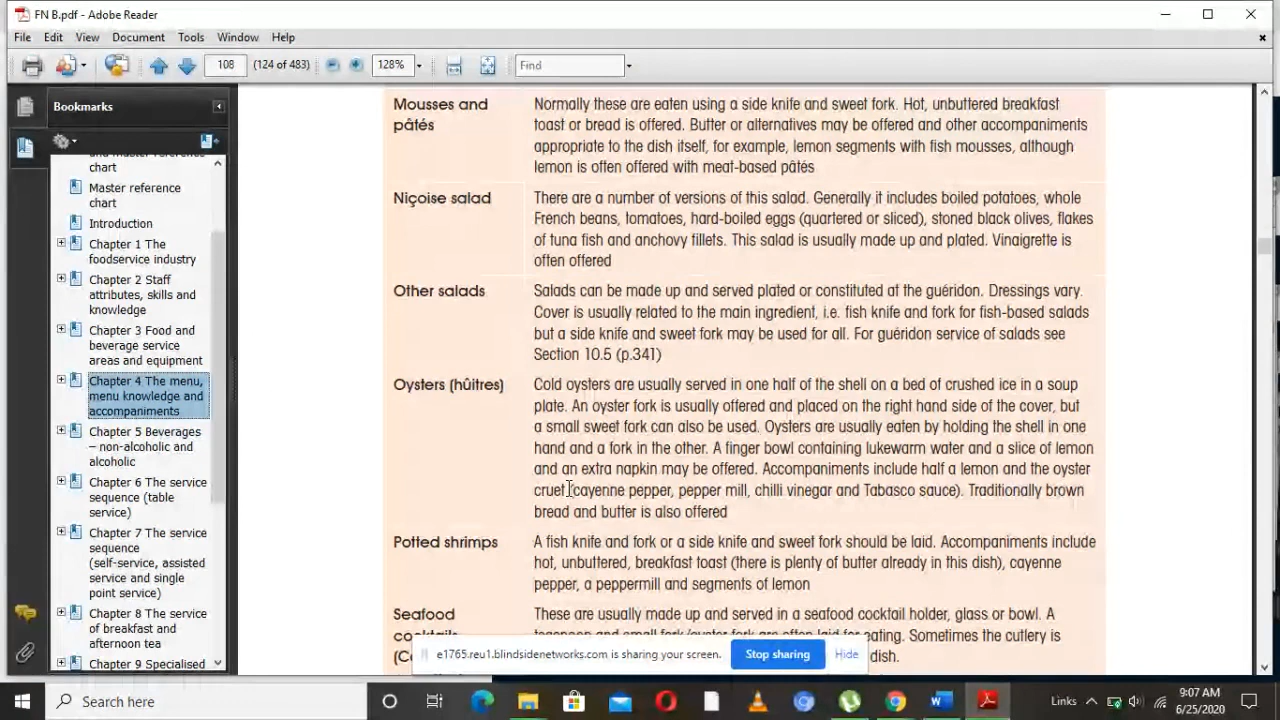 FN B.pdf - Adobe Reader
File Edit View Document Tools Window Help
108 (124 of 483) 128% Find
Bookmarks
chart
Master reference
chart
Introduction
Chapter 1 The
foodservice industry
Chapter 2 Staff
attributes, skills and
knowledge
Chapter 3 Food and
beverage service
areas and equipment
Chapter 4 The menu,
menu knowledge and
accompaniments
Chapter 5 Beverages
– non-alcoholic and
alcoholic
Chapter 6 The service
sequence (table
service)
Chapter 7 The service
sequence
(self-service, assisted
service and single
point service)
Chapter 8 The service
of breakfast and
afternoon tea
Chapter 9 Specialised
Mousses and
pâtés
Normally these are eaten using a side knife and sweet fork. Hot, unbuttered breakfast
toast or bread is offered. Butter or alternatives may be offered and other accompaniments
appropriate to the dish itself, for example, lemon segments with fish mousses, although
lemon is often offered with meat-based pâtés
Niçoise salad
There are a number of versions of this salad. Generally it includes boiled potatoes, whole
French beans, tomatoes, hard-boiled eggs (quartered or sliced), stoned black olives, flakes
of tuna fish and anchovy fillets. This salad is usually made up and plated. Vinaigrette is
often offered
Other salads
Salads can be made up and served plated or constituted at the guéridon. Dressings vary.
Cover is usually related to the main ingredient, i.e. fish knife and fork for fish-based salads
but a side knife and sweet fork may be used for all. For guéridon service of salads see
Section 10.5 (p.341)
Oysters (hûitres)
Cold oysters are usually served in one half of the shell on a bed of crushed ice in a soup
plate. An oyster fork is usually offered and placed on the right hand side of the cover, but
a small sweet fork can also be used. Oysters are usually eaten by holding the shell in one
hand and a fork in the other. A finger bowl containing lukewarm water and a slice of lemon
and an extra napkin may be offered. Accompaniments include half a lemon and the oyster
cruet (cayenne pepper, pepper mill, chilli vinegar and Tabasco sauce). Traditionally brown
bread and butter is also offered
Potted shrimps
A fish knife and fork or a side knife and sweet fork should be laid. Accompaniments include
hot, unbuttered, breakfast toast (there is plenty of butter already in this dish), cayenne
pepper, a peppermill and segments of lemon
Seafood
These are usually made up and served in a seafood cocktail holder, glass or bowl. A
eating. Sometimes the cutlery is
dish.
e1765.reu1.blindsidenetworks.com is sharing your screen. Stop sharing Hide
Search here
Links
9:07 AM
6/25/2020